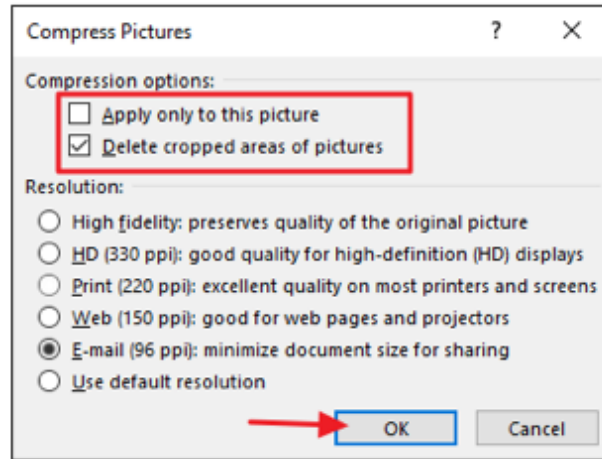 Compress Pictures
Compression options:
Apply only to this picture
Delete cropped areas of pictures
Resolution:
High fidelity: preserves quality of the original picture
HD (330 ppi): good quality for high-definition (HD) displays
Print (220 ppi): excellent quality on most printers and screens
Web (150 ppi): good for web pages and projectors
E-mail (96 ppi): minimize document size for sharing
Use default resolution
OK Cancel